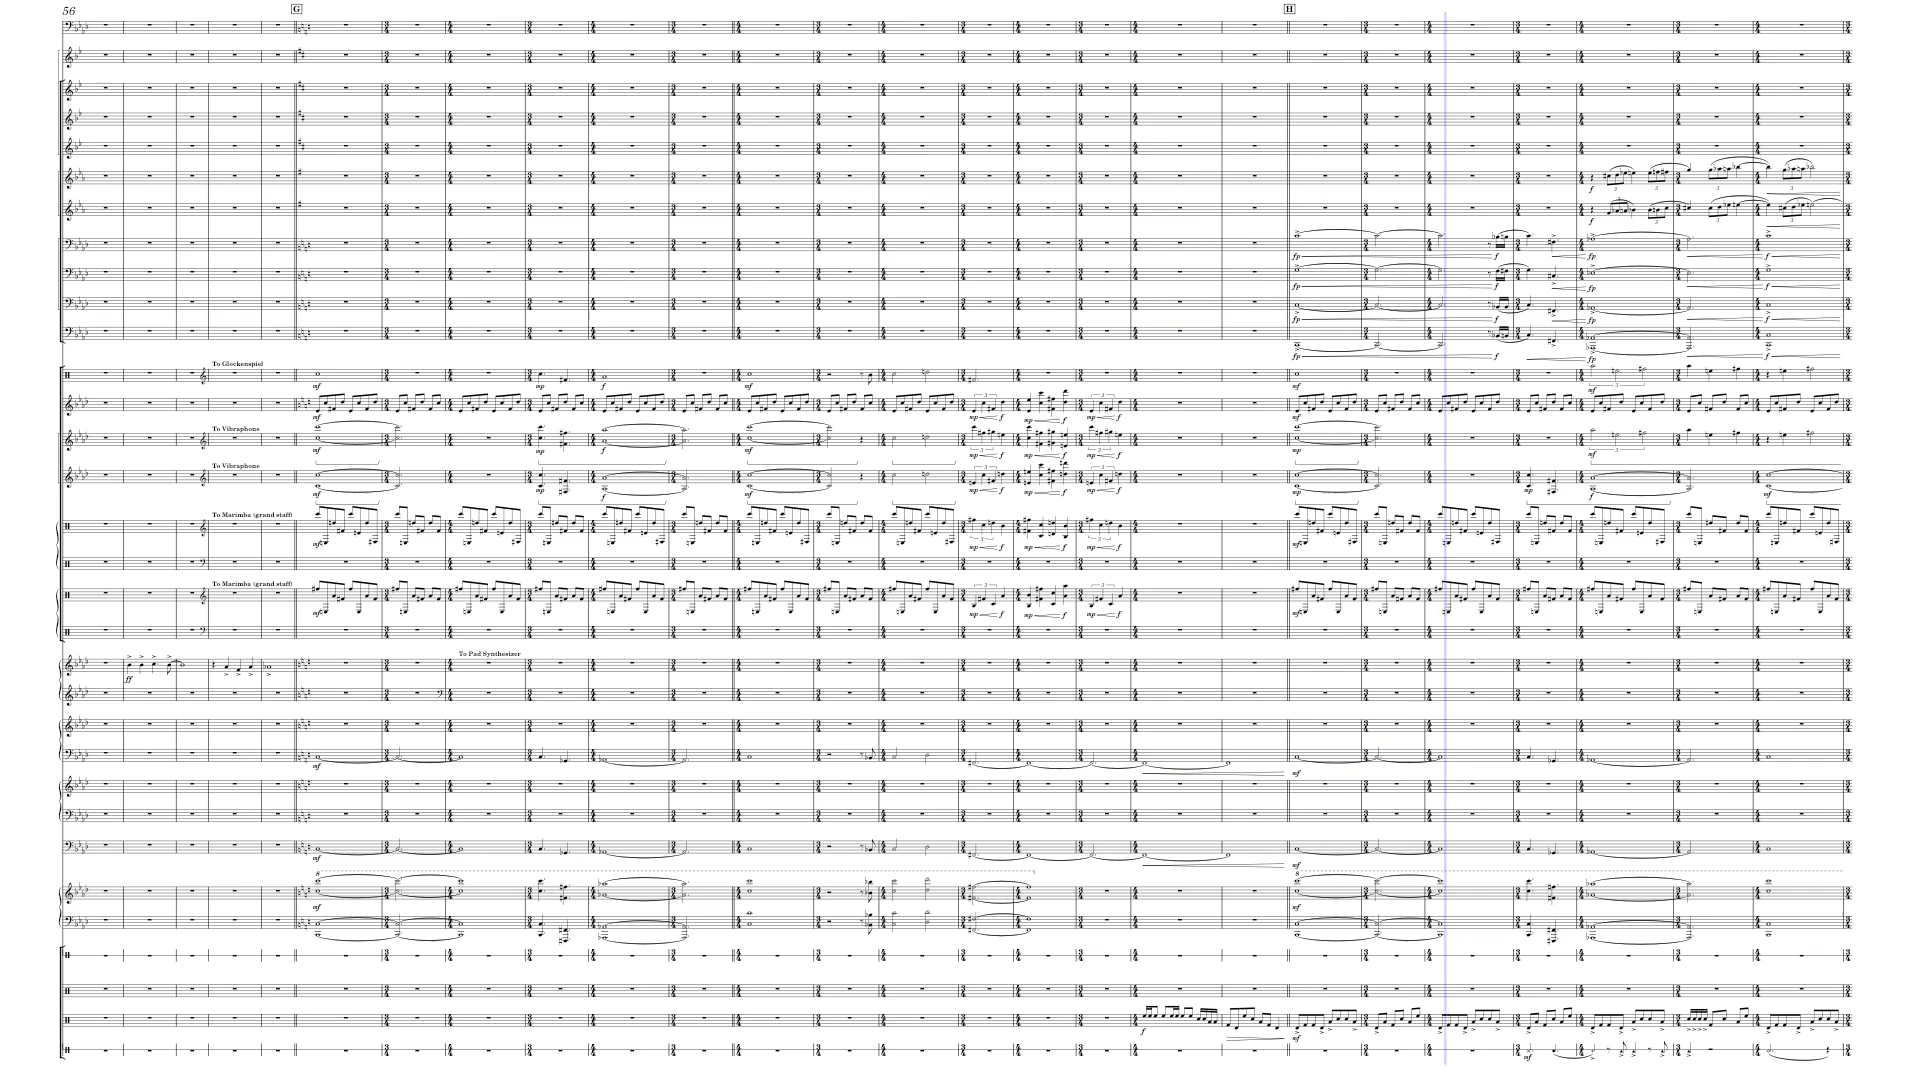 56
G
H
To Glockenspiel
To Vibraphone
To Vibraphone
To Marimba (grand staff)
To Marimba (grand staff)
To Pad Synthesizer